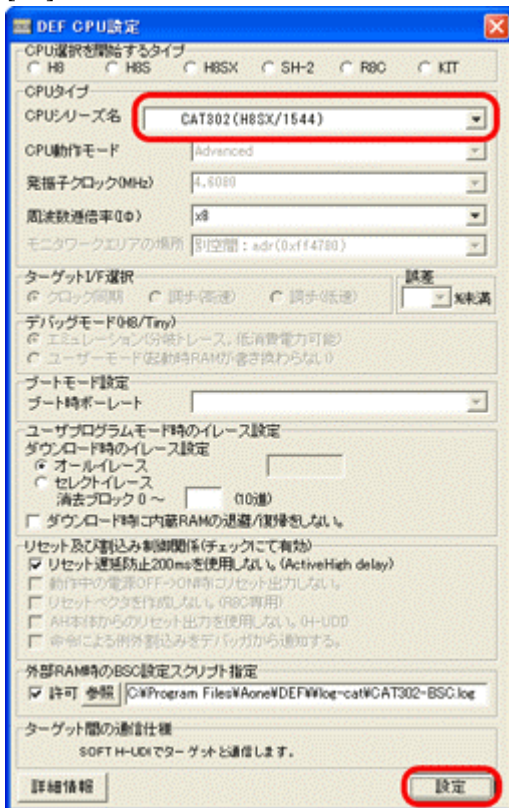 DEF CPU設定
CPU選択を開始するタイプ
H8 H8S H8SX SH-2 R8C KIT
CPUタイプ
CPUシリーズ名 CAT302(H8SX/1544)
CPU動作モード Advanced
発振子クロック(MHz) 4.6080
周波数逓倍率(IΦ) x8
モニタワークエリアの場所 別空間：adr(0xff4780)
ターゲットI/F選択 誤差
クロック同期 調歩(高速) 調歩(低速) %未満
デバッグモード(H8/Tiny)
エミュレーション(分岐トレース、低消費電力可能)
ユーザーモード(起動時RAMが書き換わらない)
ブートモード設定
ブート時ボーレート
ユーザプログラムモード時のイレース設定
ダウンロード時のイレース設定
オールイレース
セレクトイレース
消去ブロック 0 ～ (10進)
ダウンロード時に内蔵RAMの退避/復帰をしない。
リセット及び割込み制御関係(チェックにて有効)
リセット遅延防止200msを使用しない。(ActiveHigh delay)
動作中の電源OFF->ON時にリセット出力しない。
リセットベクタを作成しない。(R8C専用)
AH本体からのリセット出力を使用しない。(H-UDI)
命令による例外割込みをデバッガから通知する。
外部RAM時のBSC設定スクリプト指定
許可 参照 C:¥Program Files¥Aone¥DEFW¥log-cat¥CAT302-BSC.log
ターゲット間の通信仕様
SOFT H-UDIでターゲットと通信します。
詳細情報 設定